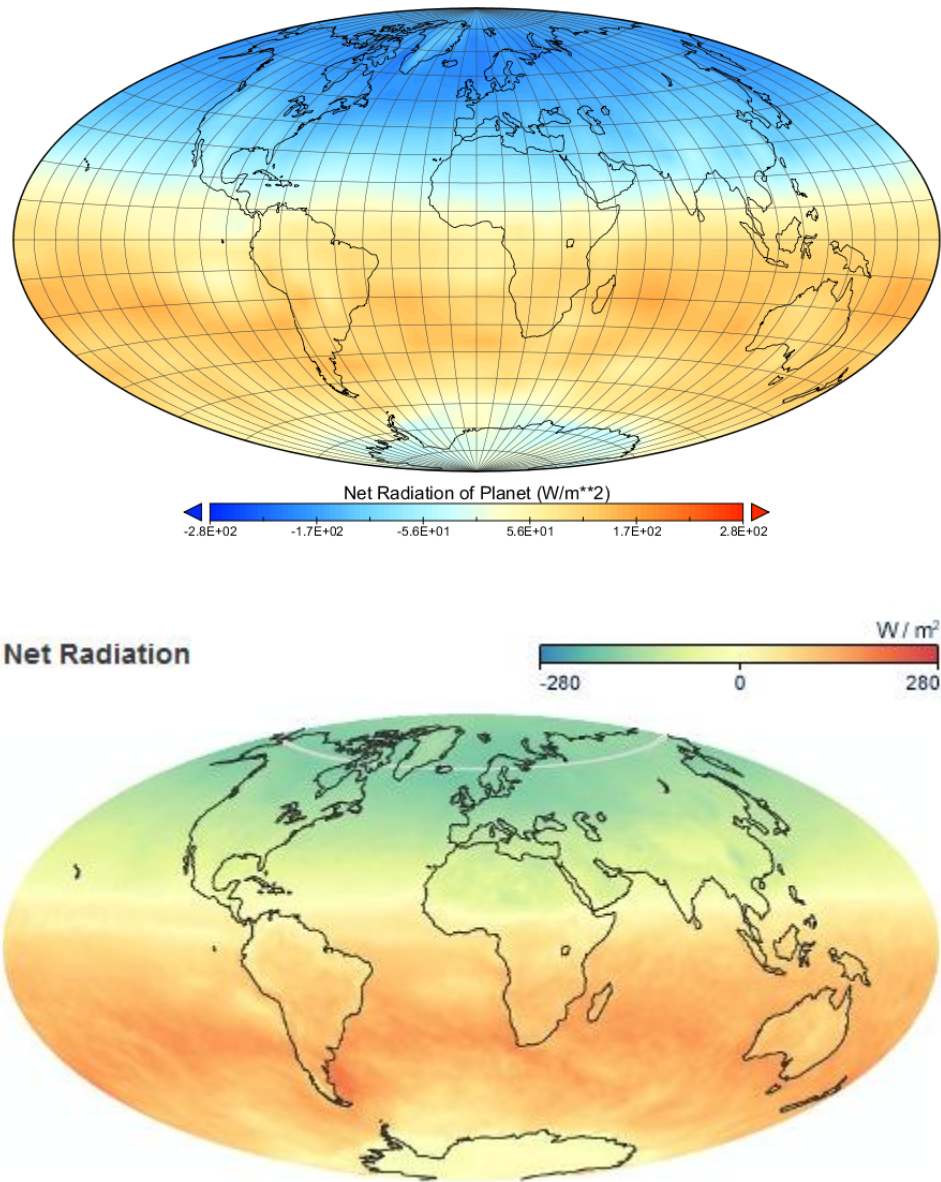 Net Radiation of Planet (W/m**2)
-2.8E+02 -1.7E+02 -5.6E+01 5.6E+01 1.7E+02 2.8E+02
W / m²
Net Radiation
-280 0 280